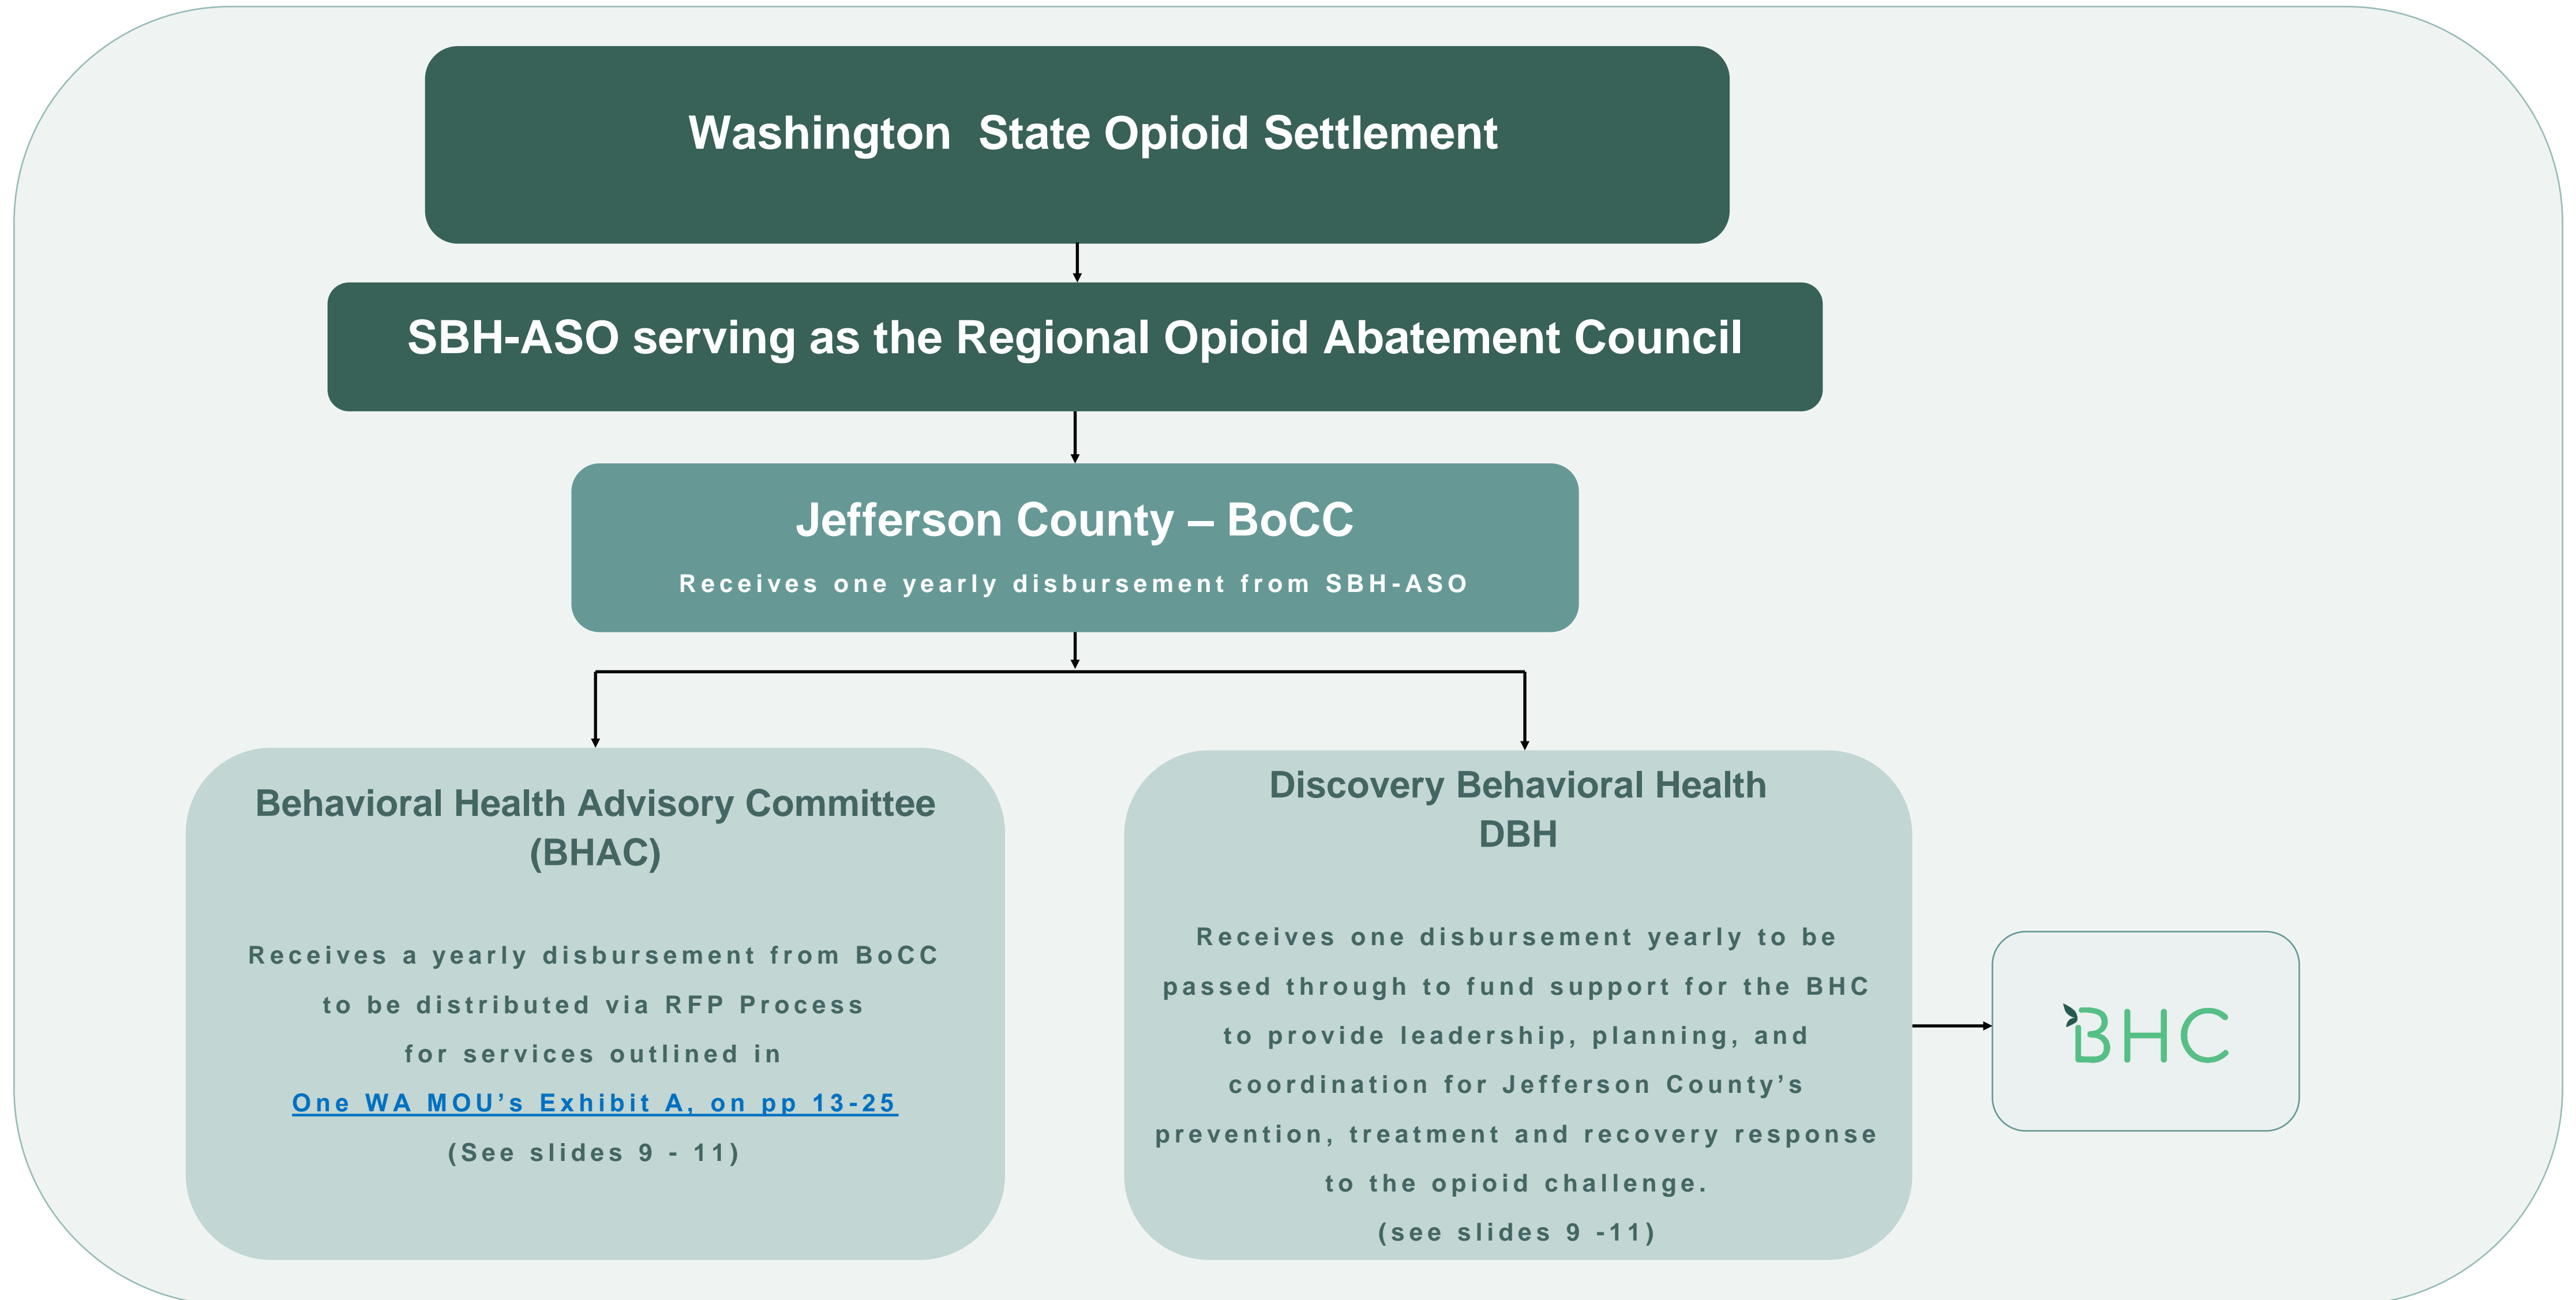 Washington State Opioid Settlement
SBH-ASO serving as the Regional Opioid Abatement Council
Jefferson County – BoCC
Receives one yearly disbursement from SBH-ASO
Behavioral Health Advisory Committee
(BHAC)
Receives a yearly disbursement from BoCC
to be distributed via RFP Process
for services outlined in
One WA MOU’s Exhibit A, on pp 13-25
(See slides 9 - 11)
Discovery Behavioral Health
DBH
Receives one disbursement yearly to be
passed through to fund support for the BHC
to provide leadership, planning, and
coordination for Jefferson County’s
prevention, treatment and recovery response
to the opioid challenge.
(see slides 9 -11)
BHC